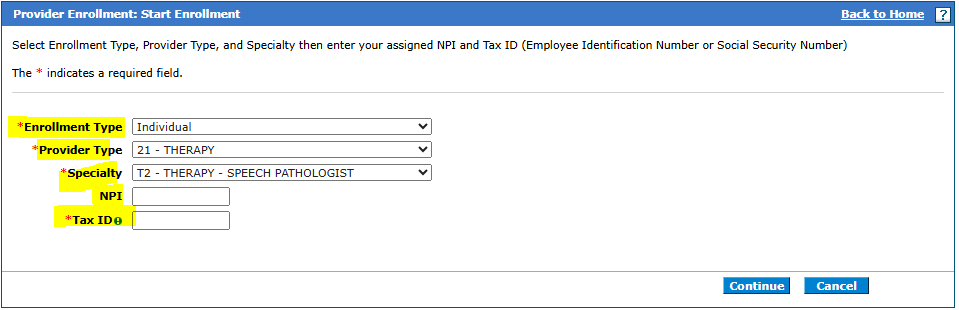 Provider Enrollment: Start Enrollment Back to Home ?
Select Enrollment Type, Provider Type, and Specialty then enter your assigned NPI and Tax ID (Employee Identification Number or Social Security Number)
The * indicates a required field.
*Enrollment Type Individual
*Provider Type 21 - THERAPY
*Specialty T2 - THERAPY - SPEECH PATHOLOGIST
NPI
*Tax ID
Continue Cancel